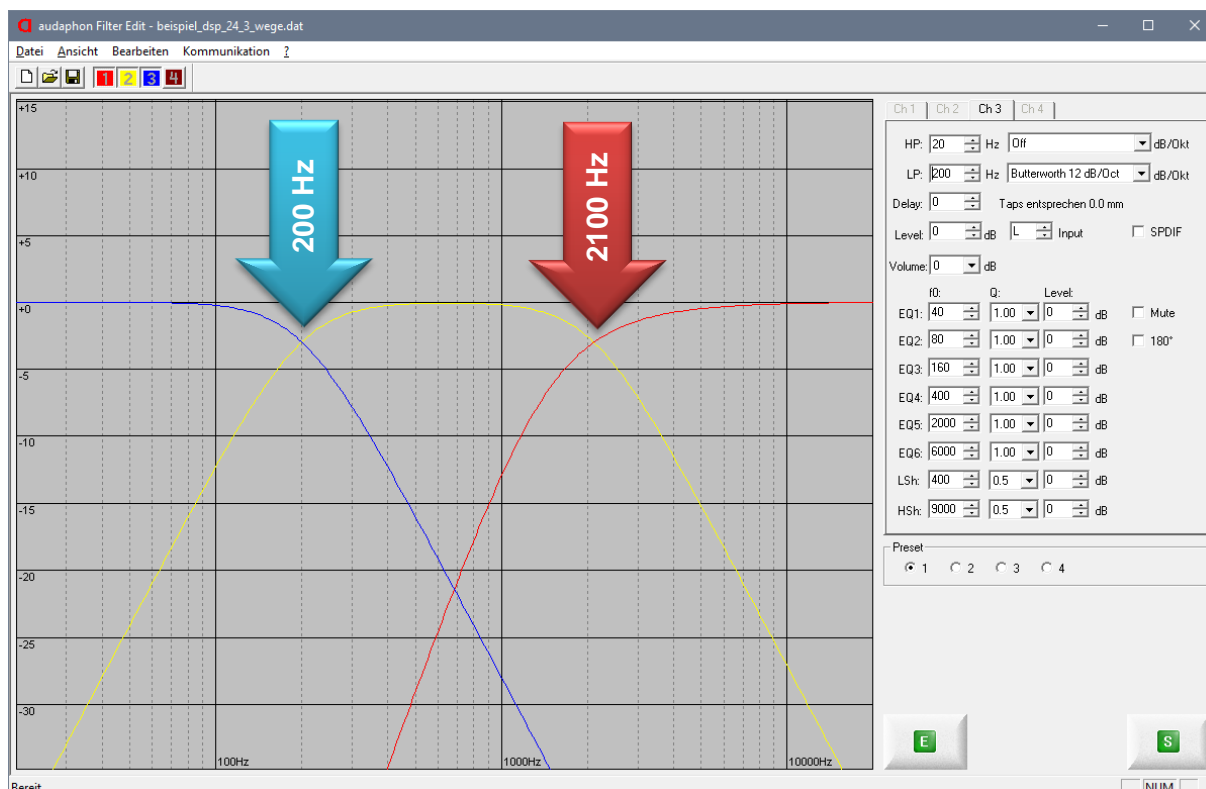 audaphon Filter Edit - beispiel_dsp_24_3_wege.dat
Datei Ansicht Bearbeiten Kommunikation ?
1 2 3 4
+15
+10
+5
+0
-5
-10
-15
-20
-25
-30
100Hz 1000Hz 10000Hz
200 Hz
2100 Hz
Ch 1 Ch 2 Ch 3 Ch 4
HP: 20 Hz Off dB/Okt
LP: 200 Hz Butterworth 12 dB/Oct dB/Okt
Delay: 0 Taps entsprechen 0.0 mm
Level: 0 dB L Input SPDIF
Volume: 0 dB
f0: Q: Level:
EQ1: 40 1.00 0 dB Mute
EQ2: 80 1.00 0 dB 180°
EQ3: 160 1.00 0 dB
EQ4: 400 1.00 0 dB
EQ5: 2000 1.00 0 dB
EQ6: 6000 1.00 0 dB
LSh: 400 0.5 0 dB
HSh: 9000 0.5 0 dB
Preset
1 2 3 4
E S
Bereit NUM